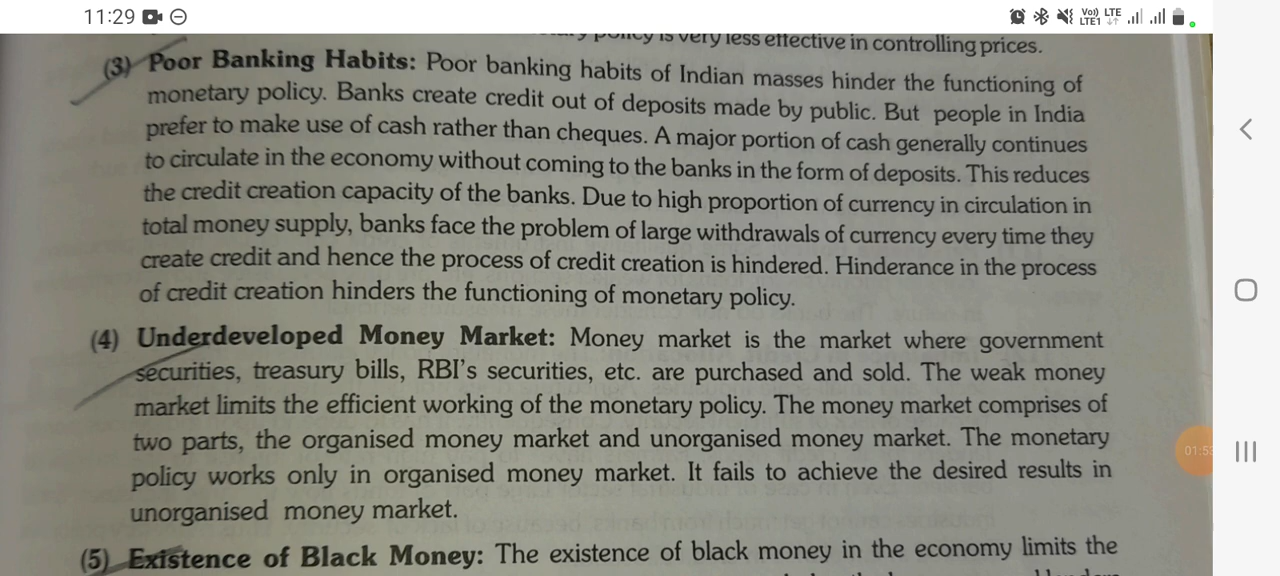 11:29
Vo)) LTE
LTE1
policy is very less effective in controlling prices.
(3) Poor Banking Habits: Poor banking habits of Indian masses hinder the functioning of
monetary policy. Banks create credit out of deposits made by public. But people in India
prefer to make use of cash rather than cheques. A major portion of cash generally continues
to circulate in the economy without coming to the banks in the form of deposits. This reduces
the credit creation capacity of the banks. Due to high proportion of currency in circulation in
total money supply, banks face the problem of large withdrawals of currency every time they
create credit and hence the process of credit creation is hindered. Hinderance in the process
of credit creation hinders the functioning of monetary policy.
(4) Underdeveloped Money Market: Money market is the market where government
securities, treasury bills, RBI's securities, etc. are purchased and sold. The weak money
market limits the efficient working of the monetary policy. The money market comprises of
two parts, the organised money market and unorganised money market. The monetary
policy works only in organised money market. It fails to achieve the desired results in
unorganised money market.
(5) Existence of Black Money: The existence of black money in the economy limits the